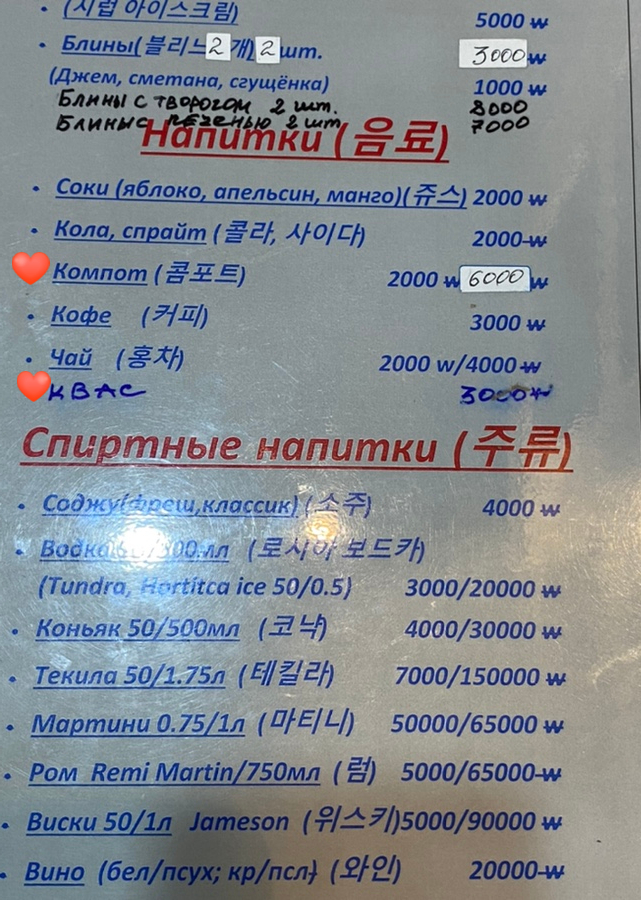 (시럽 아이스크림) 5000 ₩
• Блины(블리느 2 개) 2 шт. 3000 ₩
(Джем, сметана, сгущёнка) 1000 ₩
Блины с творогом 2 шт. 8000
Блины с печенью 2 шт 7000
Напитки (음료)
• Соки (яблоко, апельсин, манго)(쥬스) 2000 ₩
• Кола, спрайт (콜라, 사이다) 2000 ₩
Компот (콤포트) 2000 ₩ 6000 ₩
• Кофе (커피) 3000 ₩
• Чай (홍차) 2000 w/4000 ₩
КВАС 3000₩
Спиртные напитки (주류)
• Соджу(фреш,классик) (소주) 4000 ₩
• Водка мл (로시아 보드카)
(Tundra, Hortitca ice 50/0.5) 3000/20000 ₩
• Коньяк 50/500мл (코냑) 4000/30000 ₩
• Текила 50/1.75л (테킬라) 7000/150000 ₩
• Мартини 0.75/1л (마티니) 50000/65000 ₩
• Ром Remi Martin/750мл (럼) 5000/65000 ₩
• Виски 50/1л Jameson (위스키)5000/90000 ₩
• Вино (бел/псух; кр/псл) (와인) 20000 ₩